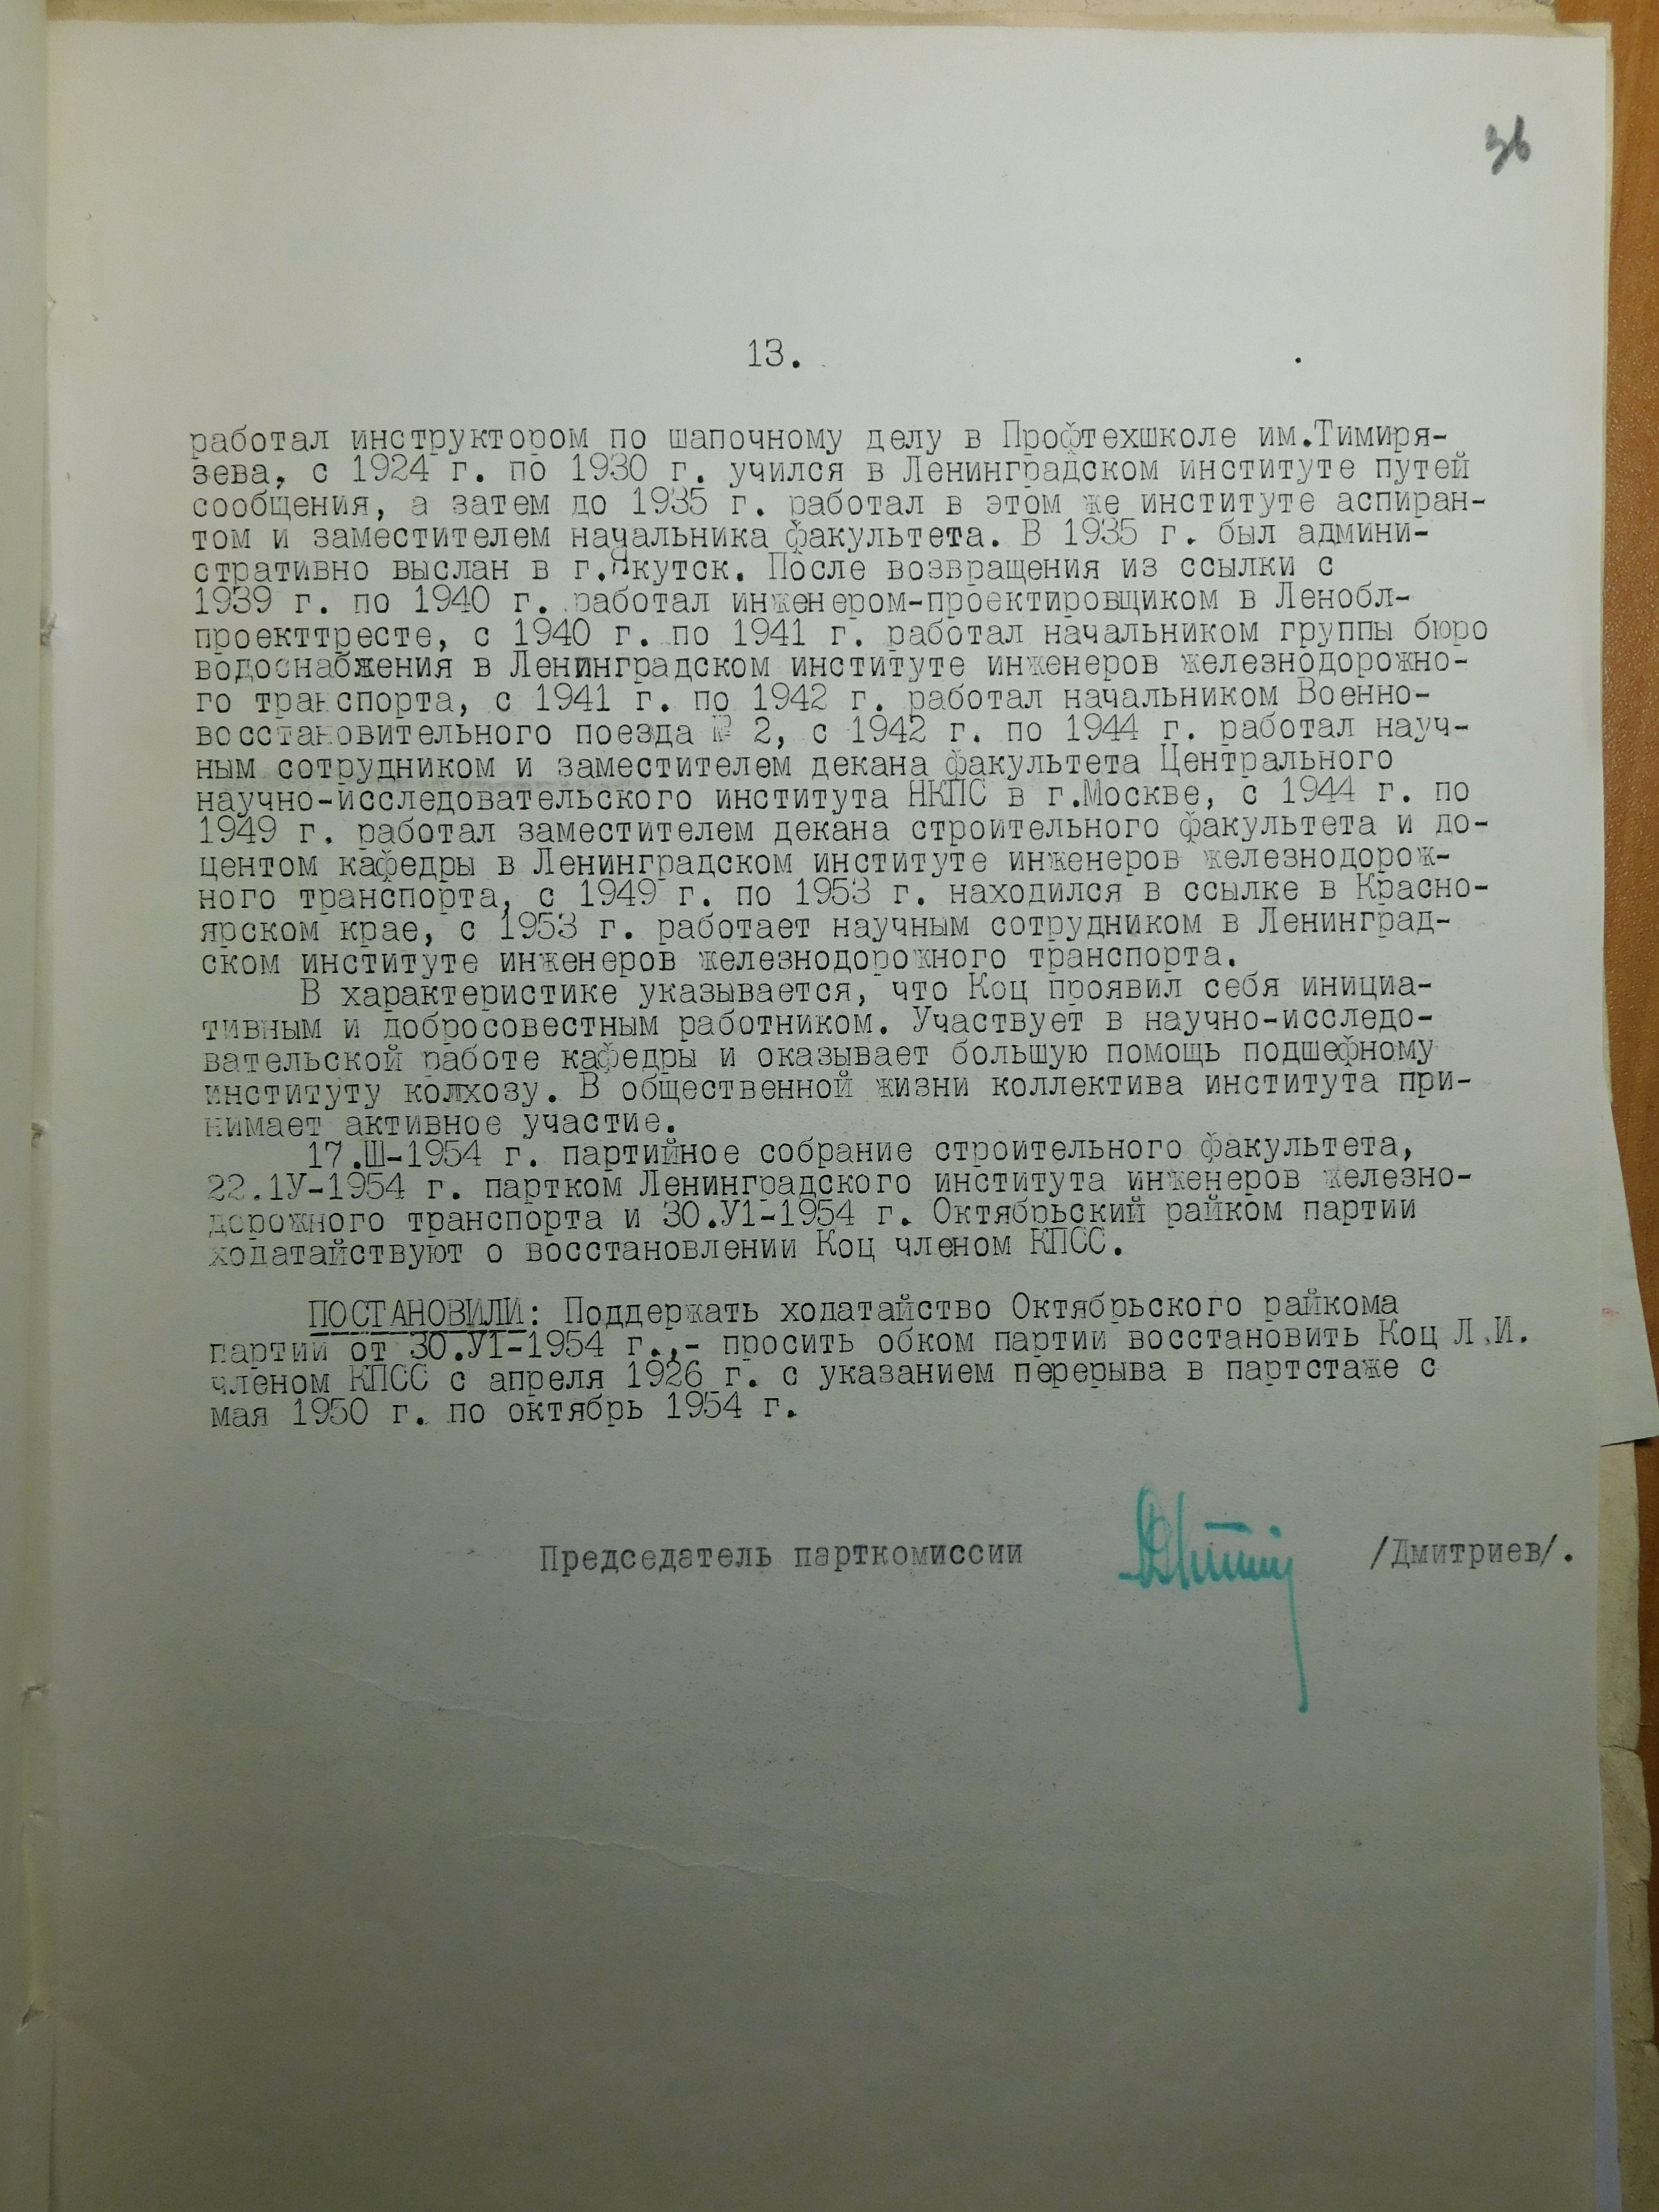 36
13.
работал инструктором по шапочному делу в Профтехшколе им.Тимиря-
зева, с 1924 г. по 1930 г. учился в Ленинградском институте путей
сообщения, а затем до 1935 г. работал в этом же институте аспиран-
том и заместителем начальника факультета. В 1935 г. был админи-
стративно выслан в г.Якутск. После возвращения из ссылки с
1939 г. по 1940 г. работал инженером-проектировщиком в Ленобл-
проекттресте, с 1940 г. по 1941 г. работал начальником группы бюро
водоснабжения в Ленинградском институте инженеров железнодорожно-
го транспорта, с 1941 г. по 1942 г. работал начальником Военно-
восстановительного поезда № 2, с 1942 г. по 1944 г. работал науч-
ным сотрудником и заместителем декана факультета Центрального
научно-исследовательского института НКПС в г.Москве, с 1944 г. по
1949 г. работал заместителем декана строительного факультета и до-
центом кафедры в Ленинградском институте инженеров железнодорож-
ного транспорта, с 1949 г. по 1953 г. находился в ссылке в Красно-
ярском крае, с 1953 г. работает научным сотрудником в Ленинград-
ском институте инженеров железнодорожного транспорта.
В характеристике указывается, что Коц проявил себя инициа-
тивным и добросовестным работником. Участвует в научно-исследо-
вательской работе кафедры и оказывает большую помощь подшефному
институту колхозу. В общественной жизни коллектива института при-
нимает активное участие.
17.Ш-1954 г. партийное собрание строительного факультета,
22.1У-1954 г. партком Ленинградского института инженеров железно-
дорожного транспорта и 30.У1-1954 г. Октябрьский райком партии
ходатайствуют о восстановлении Коц членом КПСС.
ПОСТАНОВИЛИ: Поддержать ходатайство Октябрьского райкома
партии от 30.У1-1954 г.,- просить обком партии восстановить Коц Л.И.
членом КПСС с апреля 1926 г. с указанием перерыва в партстаже с
мая 1950 г. по октябрь 1954 г.
Председатель парткомиссии /Дмитриев/.